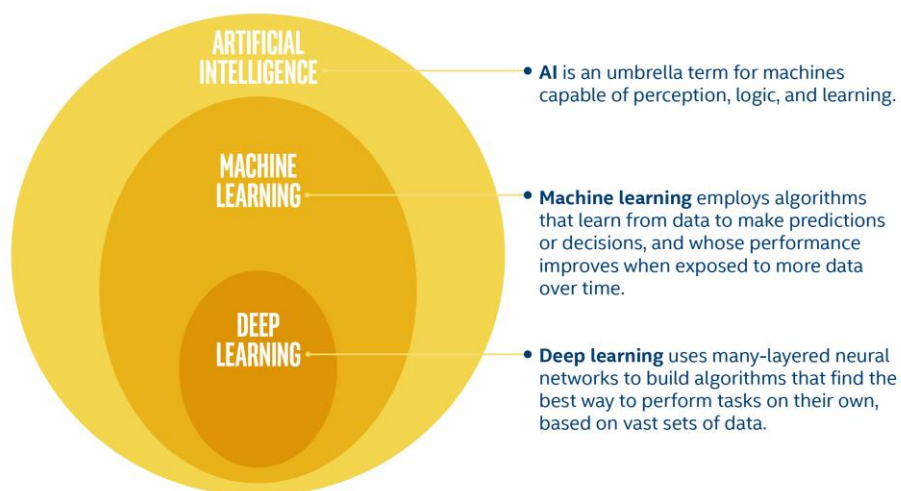 ARTIFICIAL
INTELLIGENCE
AI is an umbrella term for machines
capable of perception, logic, and learning.
MACHINE
LEARNING
Machine learning employs algorithms
that learn from data to make predictions
or decisions, and whose performance
improves when exposed to more data
over time.
DEEP
LEARNING
Deep learning uses many-layered neural
networks to build algorithms that find the
best way to perform tasks on their own,
based on vast sets of data.